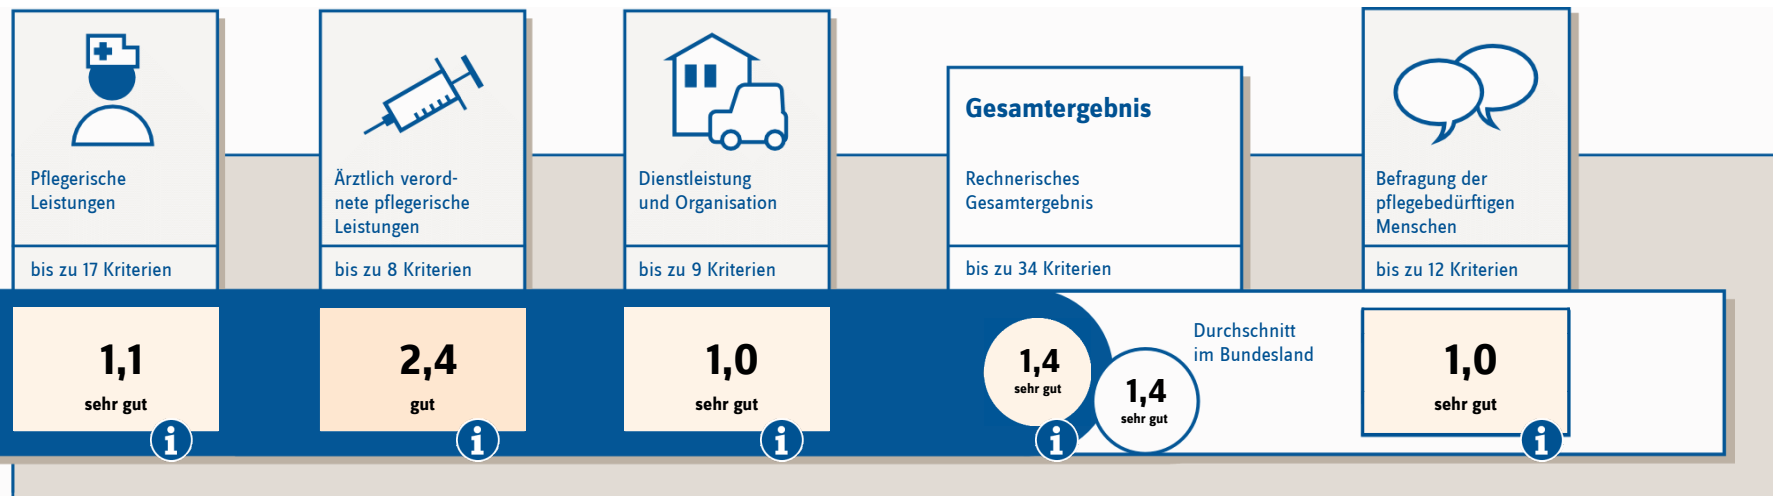 Pflegerische
Leistungen
bis zu 17 Kriterien
1,1
sehr gut
i
Ärztlich verord-
nete pflegerische
Leistungen
bis zu 8 Kriterien
2,4
gut
i
Dienstleistung
und Organisation
bis zu 9 Kriterien
1,0
sehr gut
i
Gesamtergebnis
Rechnerisches
Gesamtergebnis
bis zu 34 Kriterien
1,4
sehr gut
i
1,4
sehr gut
Durchschnitt
im Bundesland
Befragung der
pflegebedürftigen
Menschen
bis zu 12 Kriterien
1,0
sehr gut
i